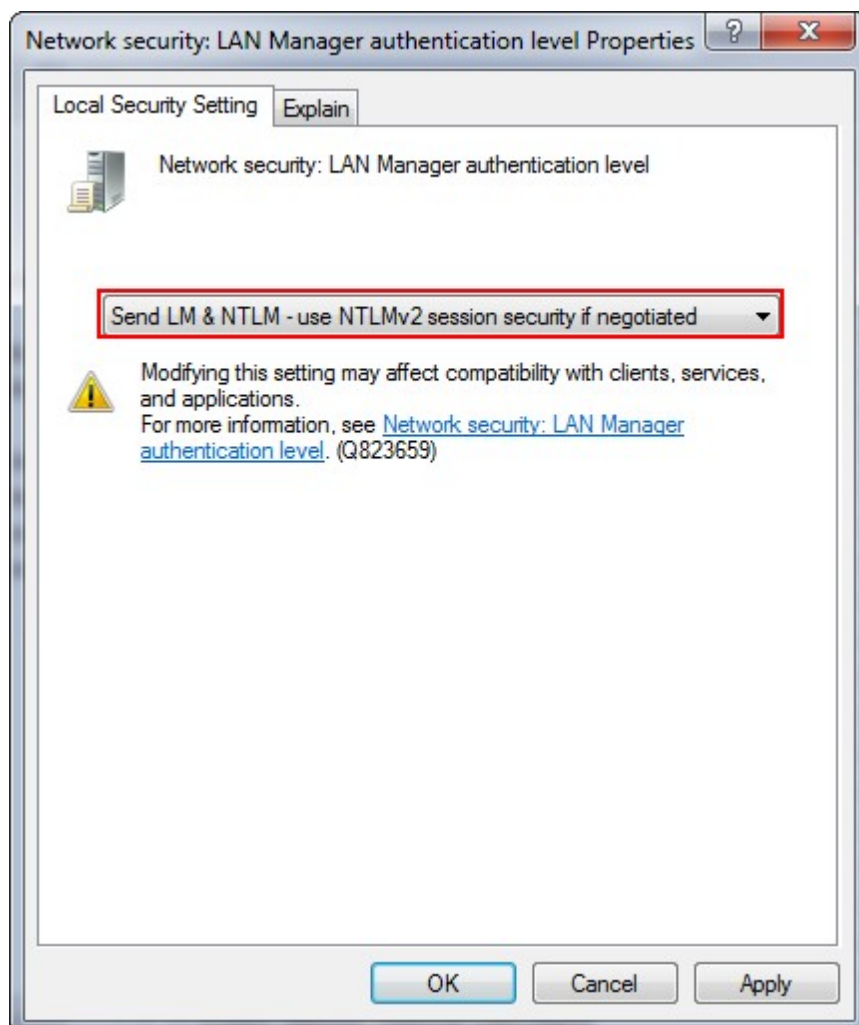 Network security: LAN Manager authentication level Properties
Local Security Setting
Explain
Network security: LAN Manager authentication level
Send LM & NTLM - use NTLMv2 session security if negotiated
Modifying this setting may affect compatibility with clients, services,
and applications.
For more information, see Network security: LAN Manager
authentication level. (Q823659)
OK
Cancel
Apply